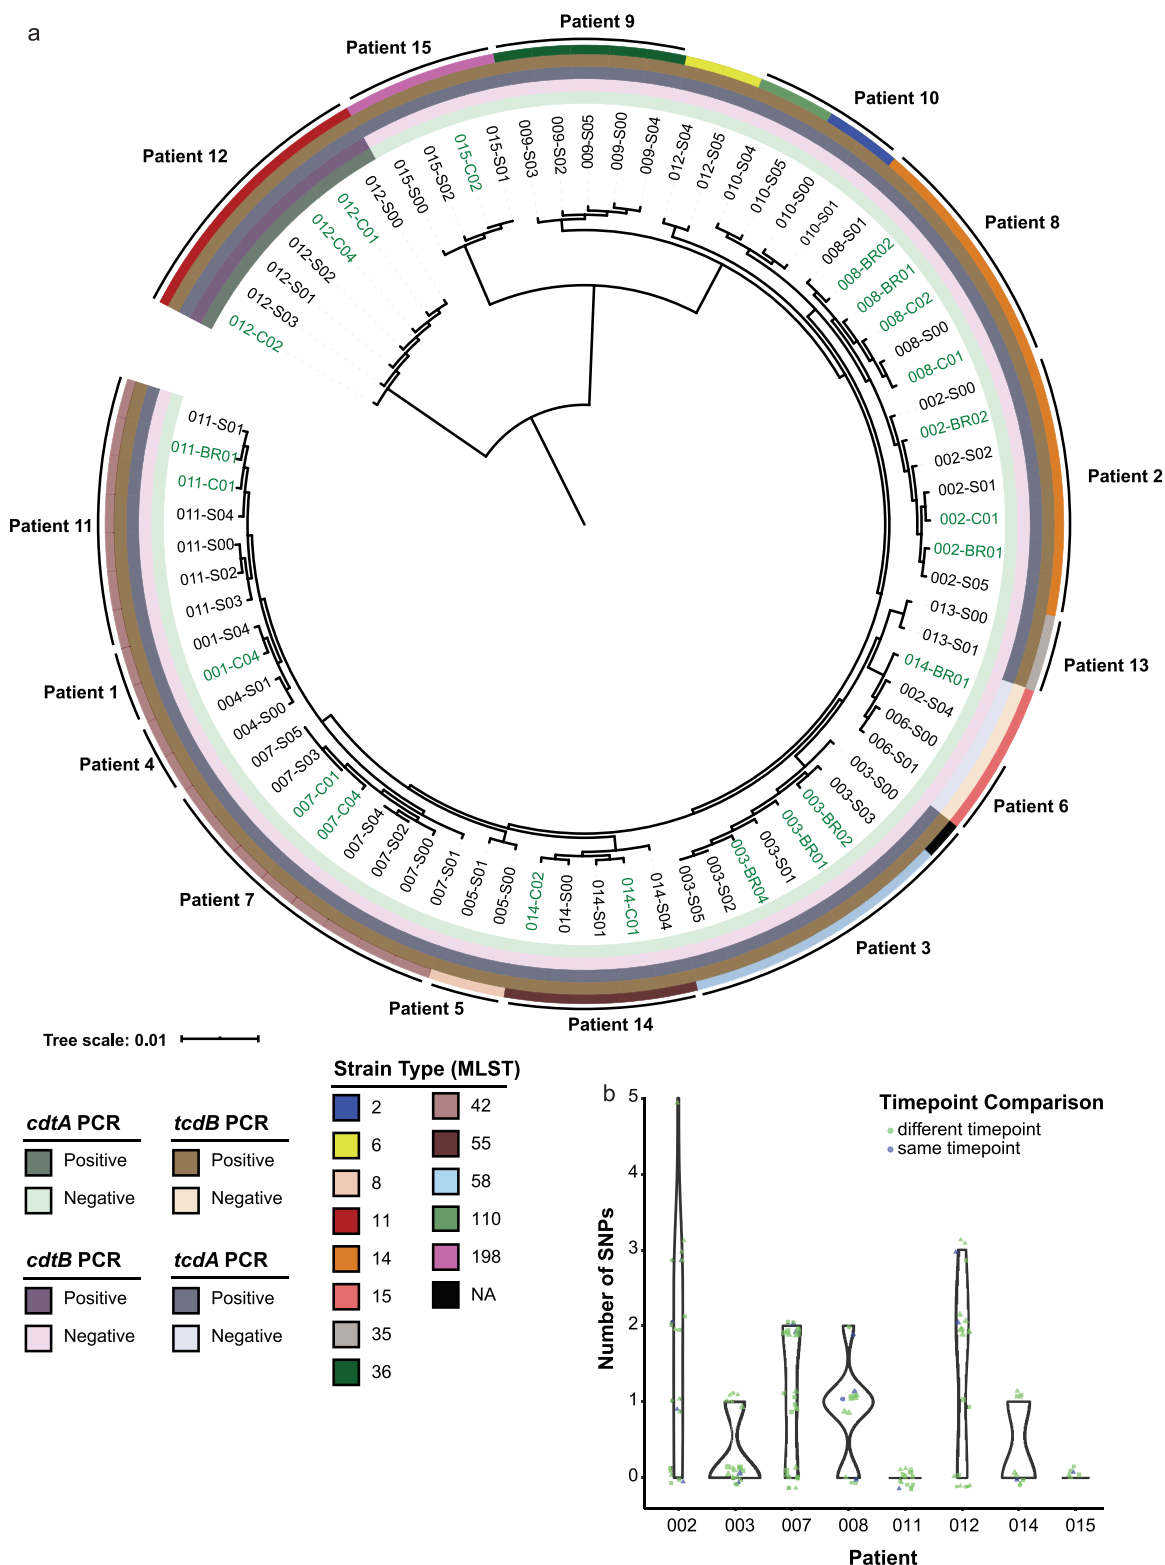 a
Patient 9
Patient 15
Patient 10
Patient 12
Patient 8
Patient 2
Patient 13
Patient 6
Patient 3
Patient 14
Patient 5
Patient 7
Patient 4
Patient 1
Patient 11
012-C02
012-S03
012-S01
012-S02
012-C04
012-C01
012-S00
015-S00
015-S02
015-C02
015-S01
009-S03
009-S02
009-S05
009-S00
009-S04
012-S04
012-S05
010-S04
010-S05
010-S00
010-S01
008-S01
008-BR02
008-BR01
008-C02
008-S00
008-C01
002-S00
002-BR02
002-S02
002-S01
002-C01
002-BR01
002-S05
013-S00
013-S01
014-BR01
002-S04
006-S00
006-S01
003-S00
003-S03
003-BR02
003-BR01
003-S01
003-BR04
003-S02
003-S05
014-S04
014-C01
014-S01
014-S00
014-C02
005-S00
005-S01
007-S01
007-S00
007-S02
007-S04
007-C04
007-C01
007-S03
007-S05
004-S00
004-S01
001-C04
001-S04
011-S03
011-S02
011-S00
011-S04
011-C01
011-BR01
011-S01
Tree scale: 0.01
cdtA PCR
Positive
Negative
tcdB PCR
Positive
Negative
cdtB PCR
Positive
Negative
tcdA PCR
Positive
Negative
Strain Type (MLST)
2
6
8
11
14
15
35
36
42
55
58
110
198
NA
b
Timepoint Comparison
different timepoint
same timepoint
Number of SNPs
5
4
3
2
1
0
002 003 007 008 011 012 014 015
Patient